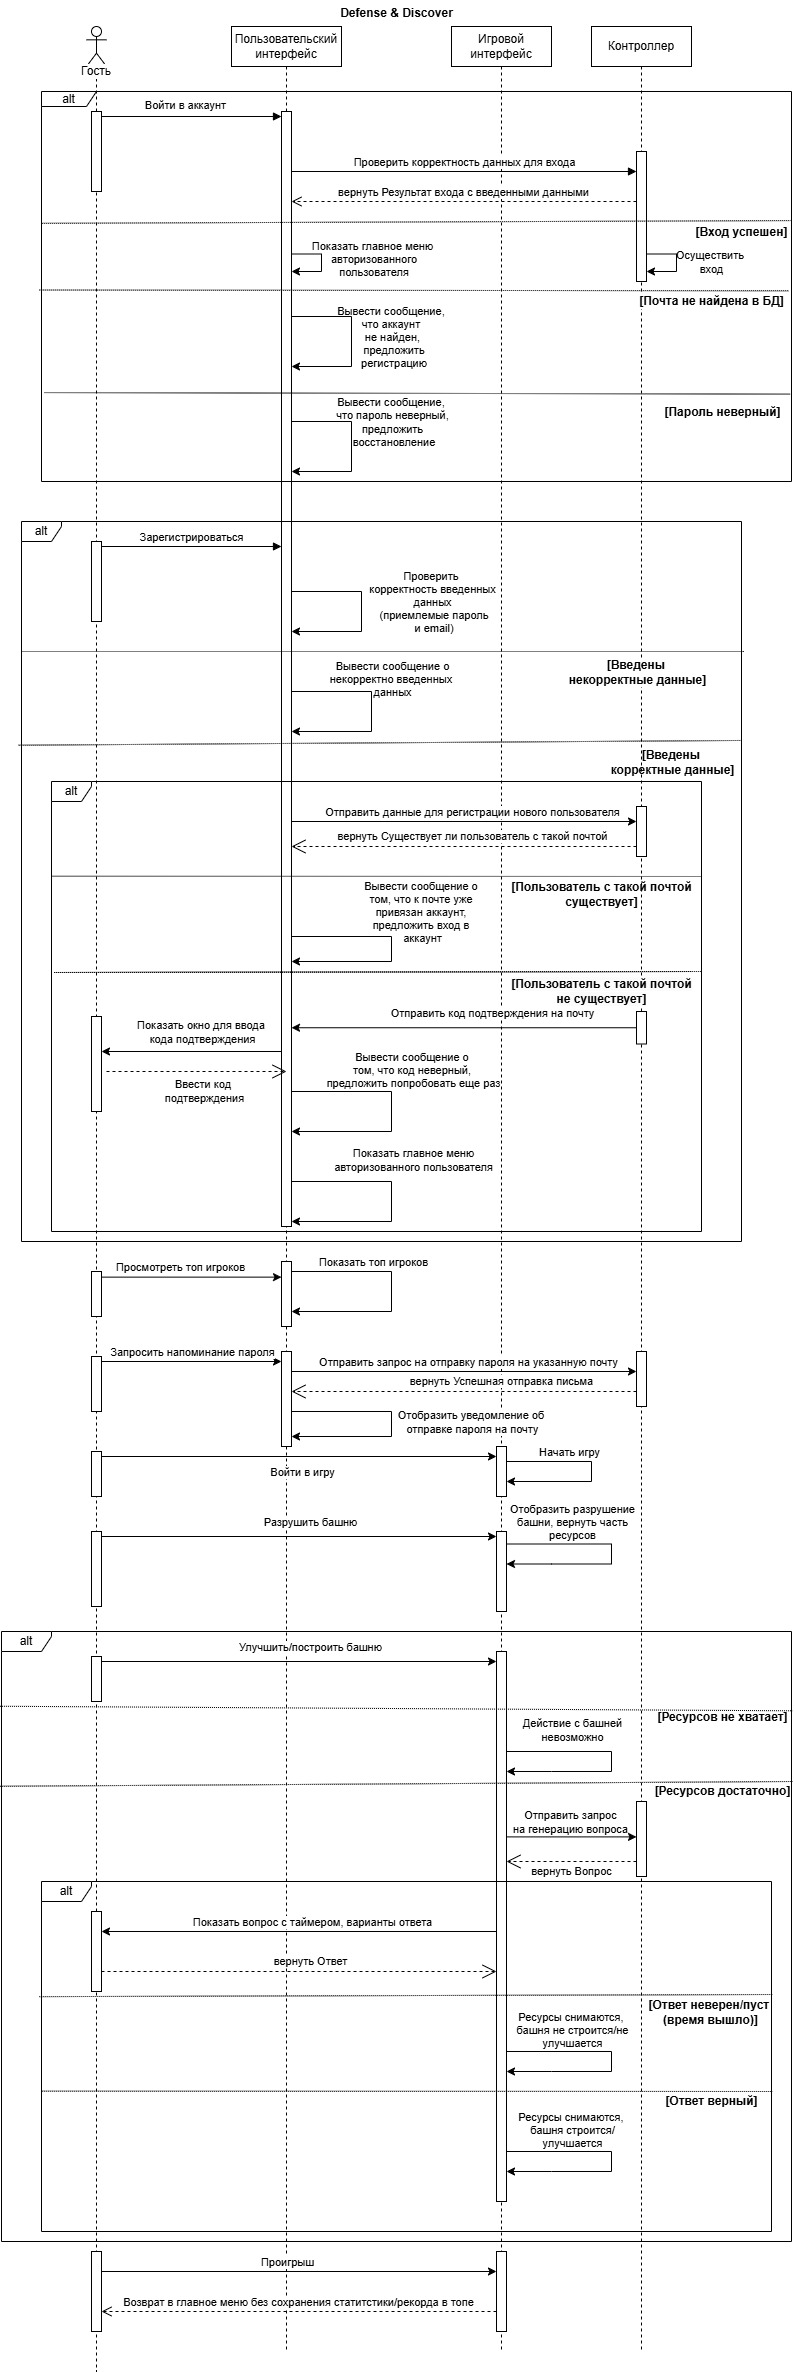 Defense & Discover
Гость
Пользовательский
интерфейс
Игровой
интерфейс
Контроллер
alt
Войти в аккаунт
Проверить корректность данных для входа
вернуть Результат входа с введенными данными
[Вход успешен]
Показать главное меню
авторизованного
пользователя
Осуществить
вход
[Почта не найдена в БД]
Вывести сообщение,
что аккаунт
не найден,
предложить
регистрацию
[Пароль неверный]
Вывести сообщение,
что пароль неверный,
предложить
восстановление
alt
Зарегистрироваться
Проверить
корректность введенных
данных
(приемлемые пароль
и email)
[Введены
некорректные данные]
Вывести сообщение о
некорректно введенных
данных
[Введены
корректные данные]
alt
Отправить данные для регистрации нового пользователя
вернуть Существует ли пользователь с такой почтой
[Пользователь с такой почтой
существует]
Вывести сообщение о
том, что к почте уже
привязан аккаунт,
предложить вход в
аккаунт
[Пользователь с такой почтой
не существует]
Отправить код подтверждения на почту
Показать окно для ввода
кода подтверждения
Ввести код
подтверждения
Вывести сообщение о
том, что код неверный,
предложить попробовать еще раз
Показать главное меню
авторизованного пользователя
Просмотреть топ игроков
Показать топ игроков
Запросить напоминание пароля
Отправить запрос на отправку пароля на указанную почту
вернуть Успешная отправка письма
Отобразить уведомление об
отправке пароля на почту
Войти в игру
Начать игру
Разрушить башню
Отобразить разрушение
башни, вернуть часть
ресурсов
alt
Улучшить/построить башню
[Ресурсов не хватает]
Действие с башней
невозможно
[Ресурсов достаточно]
Отправить запрос
на генерацию вопроса
вернуть Вопрос
alt
Показать вопрос с таймером, варианты ответа
вернуть Ответ
[Ответ неверен/пуст
(время вышло)]
Ресурсы снимаются,
башня не строится/не
улучшается
[Ответ верный]
Ресурсы снимаются,
башня строится/
улучшается
Проигрыш
Возврат в главное меню без сохранения статитстики/рекорда в топе